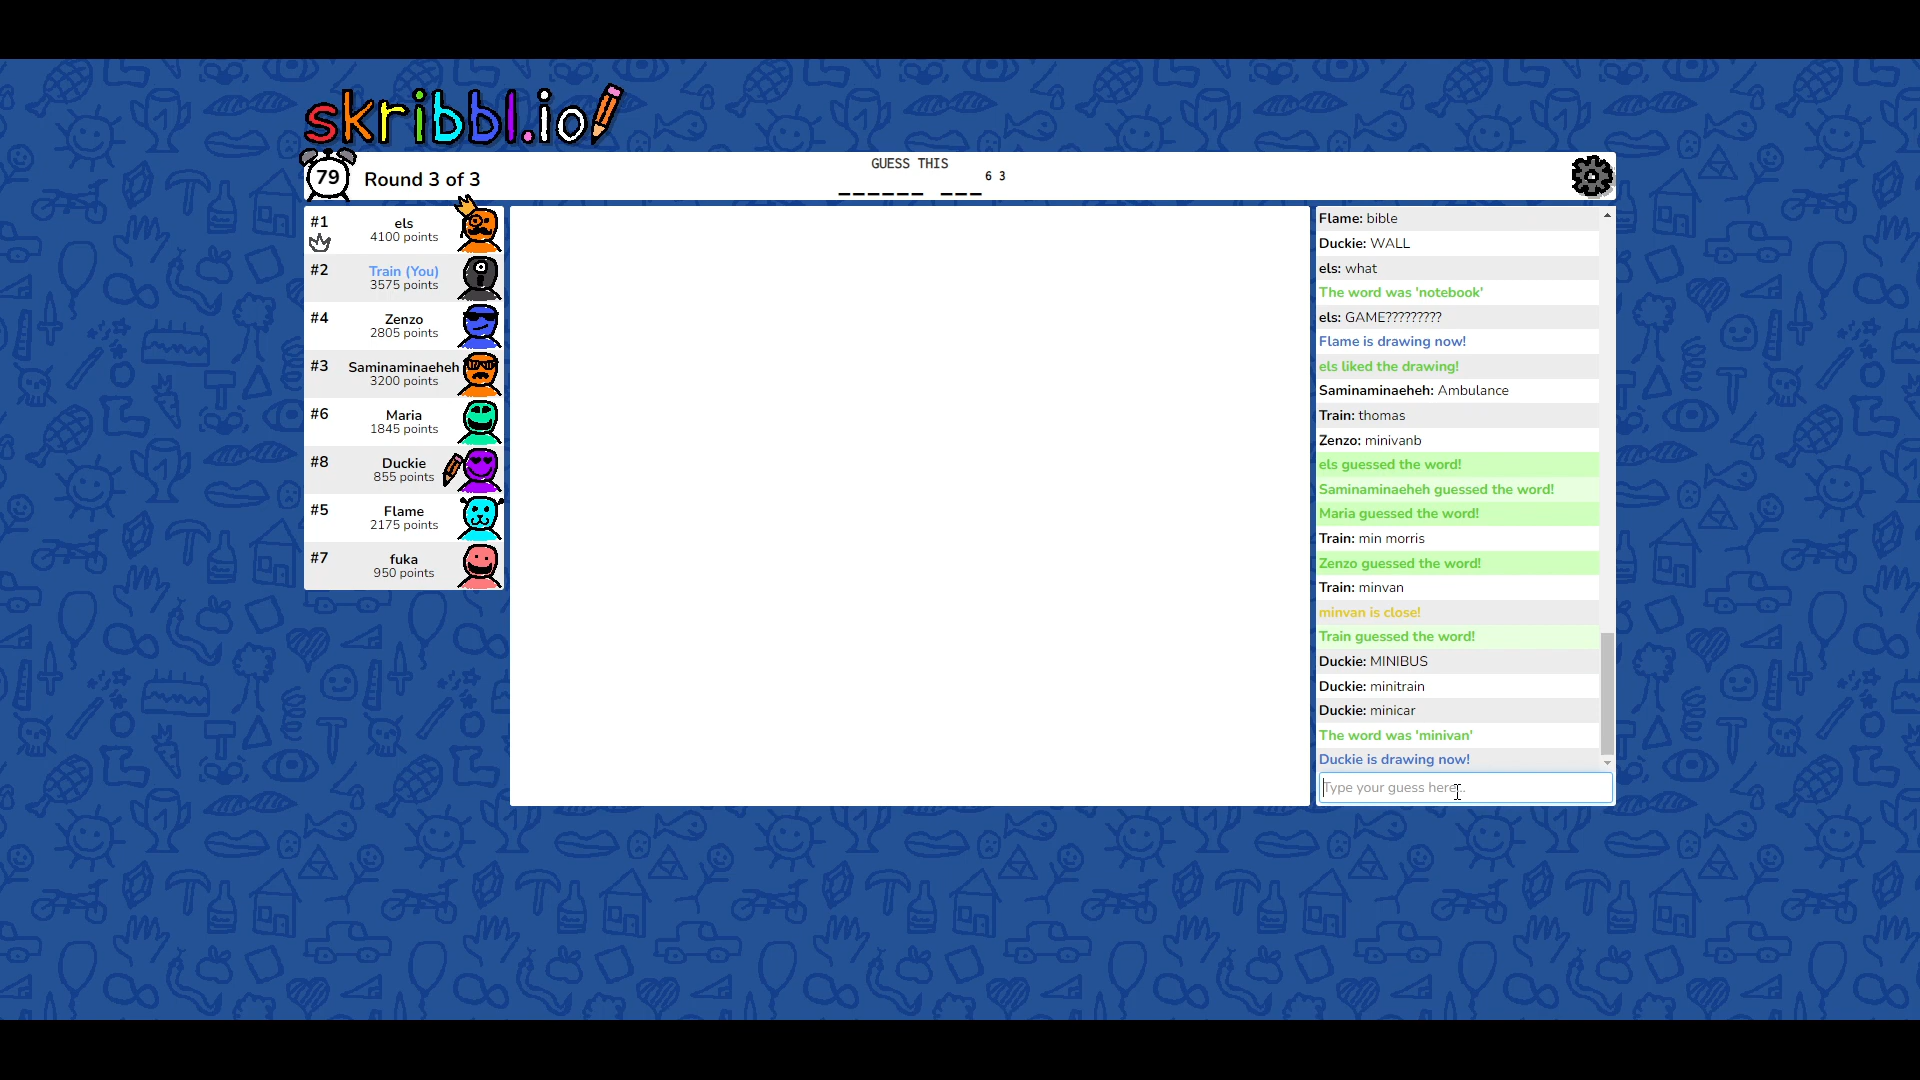 skribbl.io
79
Round 3 of 3
GUESS THIS
______ ___ 6 3
#1
els
4100 points
#2
Train (You)
3575 points
#4
Zenzo
2805 points
#3
Saminaminaeheh
3200 points
#6
Maria
1845 points
#8
Duckie
855 points
#5
Flame
2175 points
#7
fuka
950 points
Flame: bible
Duckie: WALL
els: what
The word was 'notebook'
els: GAME?????????
Flame is drawing now!
els liked the drawing!
Saminaminaeheh: Ambulance
Train: thomas
Zenzo: minivanb
els guessed the word!
Saminaminaeheh guessed the word!
Maria guessed the word!
Train: min morris
Zenzo guessed the word!
Train: minvan
minvan is close!
Train guessed the word!
Duckie: MINIBUS
Duckie: minitrain
Duckie: minicar
The word was 'minivan'
Duckie is drawing now!
Type your guess here...